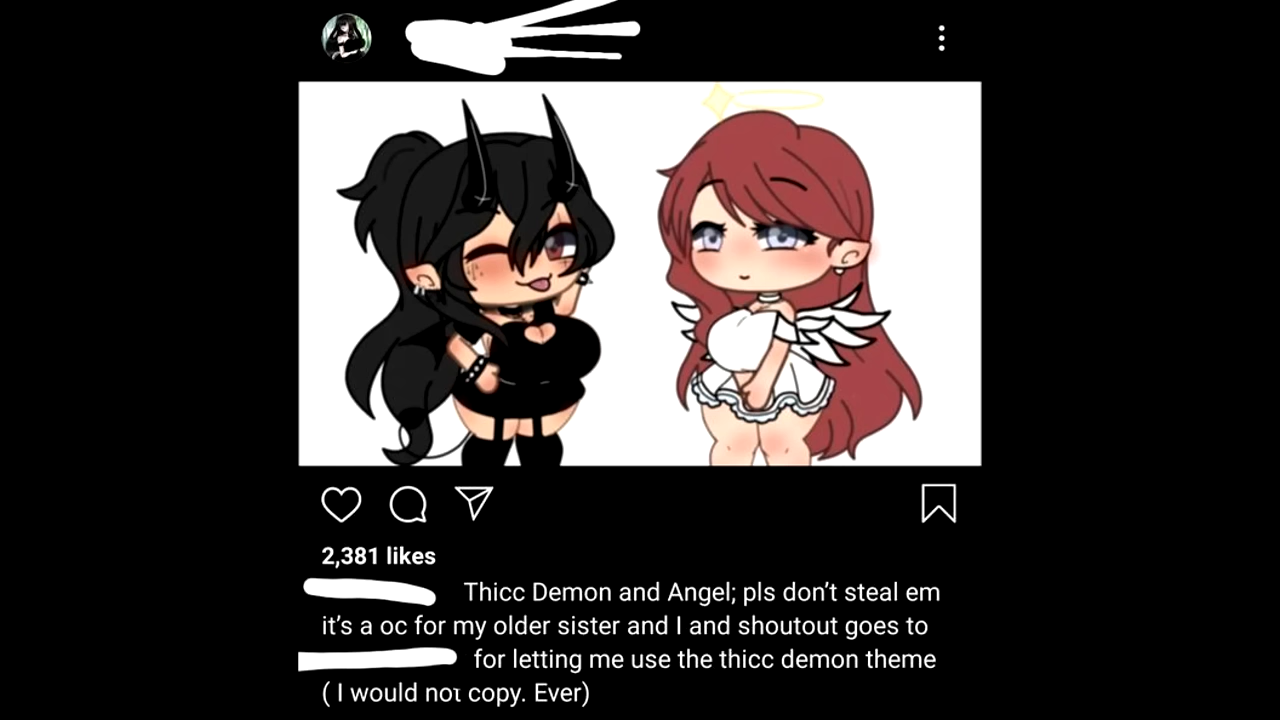 2,381 likes
Thicc Demon and Angel; pls don't steal em
it's a oc for my older sister and I and shoutout goes to
for letting me use the thicc demon theme
( I would noɩ copy. Ever)